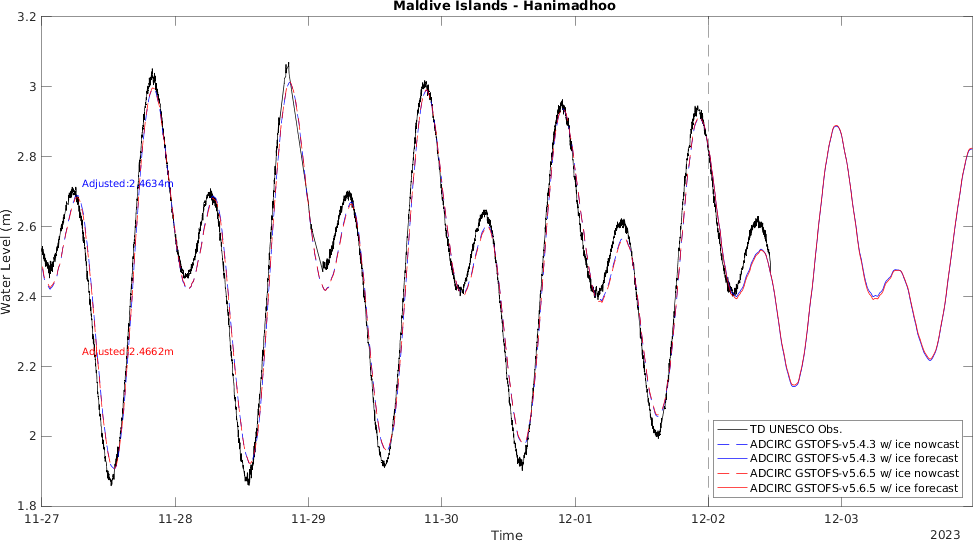 Maldive Islands - Hanimadhoo
3.2
3
2.8
2.6
2.4
2.2
2
1.8
Water Level (m)
Adjusted:2.4634m
Adjusted:2.4662m
TD UNESCO Obs.
ADCIRC GSTOFS-v5.4.3 w/ ice nowcast
ADCIRC GSTOFS-v5.4.3 w/ ice forecast
ADCIRC GSTOFS-v5.6.5 w/ ice nowcast
ADCIRC GSTOFS-v5.6.5 w/ ice forecast
11-27 11-28 11-29 11-30 12-01 12-02 12-03
Time
2023